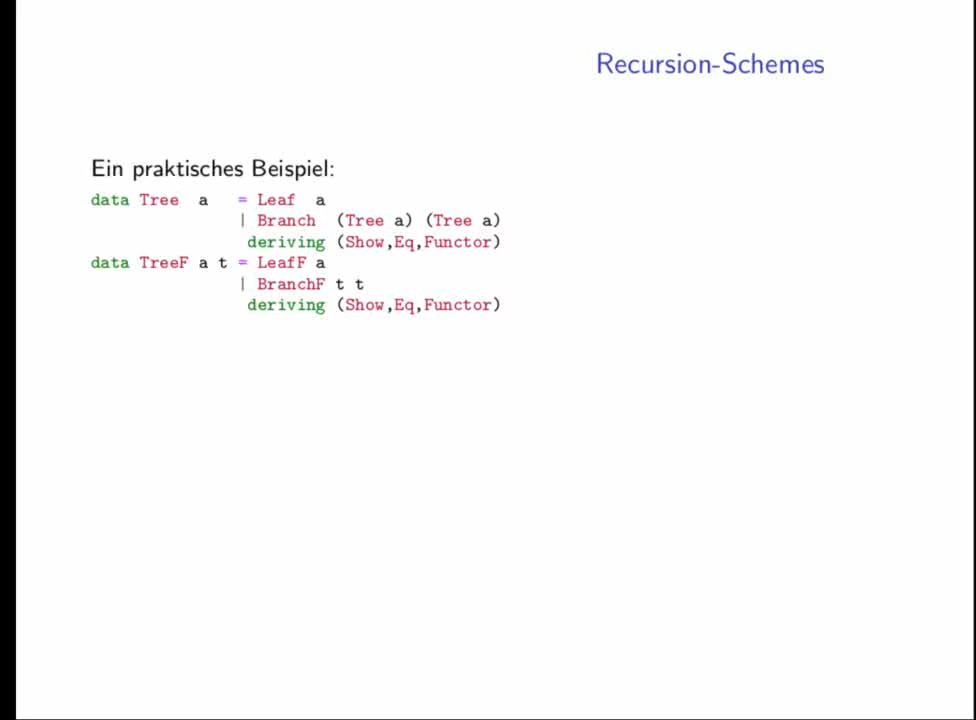 Recursion-Schemes
Ein praktisches Beispiel:
data Tree  a   = Leaf  a
               | Branch  (Tree a) (Tree a)
                deriving (Show,Eq,Functor)
data TreeF a t = LeafF a
               | BranchF t t
                deriving (Show,Eq,Functor)